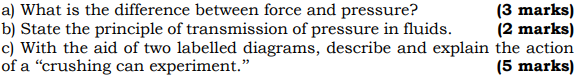 a) What is the difference between force and pressure? (3 marks)
b) State the principle of transmission of pressure in fluids. (2 marks)
c) With the aid of two labelled diagrams, describe and explain the action
of a “crushing can experiment.” (5 marks)